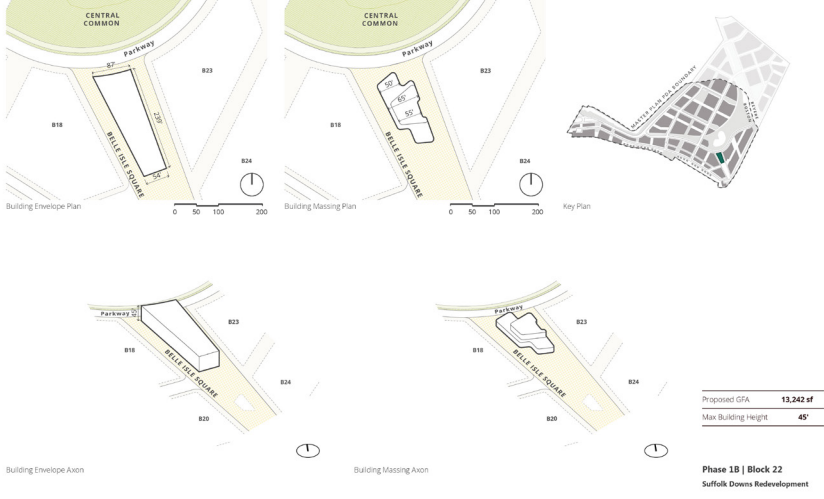 CENTRAL
COMMON
Parkway
87'
B23
B18
239'
BELLE ISLE SQUARE
54'
B24
Building Envelope Plan
0 50 100 200
CENTRAL
COMMON
Parkway
50'
65'
55'
B23
B18
BELLE ISLE SQUARE
B24
Building Massing Plan
0 50 100 200
MASTER PLAN PDA BOUNDARY
REVERE
BOSTON
Key Plan
Parkway
45'
B23
B18
BELLE ISLE SQUARE
B24
B20
Building Envelope Axon
Parkway
B23
B18
BELLE ISLE SQUARE
B24
B20
Building Massing Axon
Proposed GFA 13,242 sf
Max Building Height 45'
Phase 1B | Block 22
Suffolk Downs Redevelopment